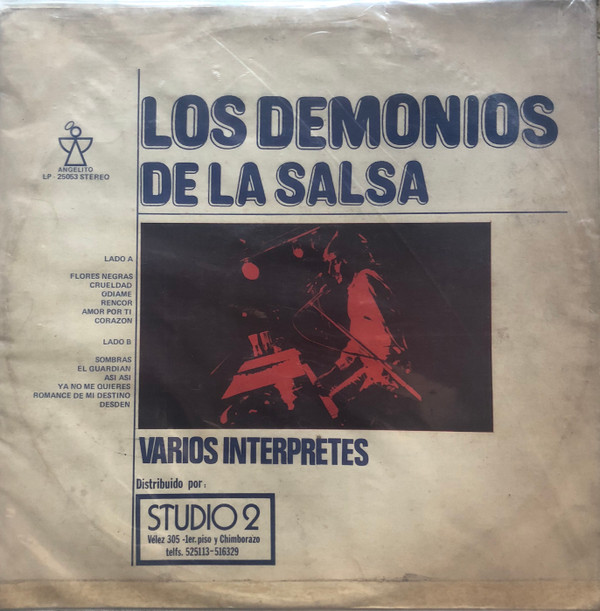 LOS DEMONIOS
DE LA SALSA
ANGELITO
LP - 25053 STEREO
LADO A
FLORES NEGRAS
CRUELDAD
ODIAME
RENCOR
AMOR POR TI
CORAZON
LADO B
SOMBRAS
EL GUARDIAN
ASI ASI
YA NO ME QUIERES
ROMANCE DE MI DESTINO
DESDEN
VARIOS INTERPRETES
Distribuido por:
STUDIO 2
Vélez 305 -1er. piso y Chimborazo
telfs. 525113-516329